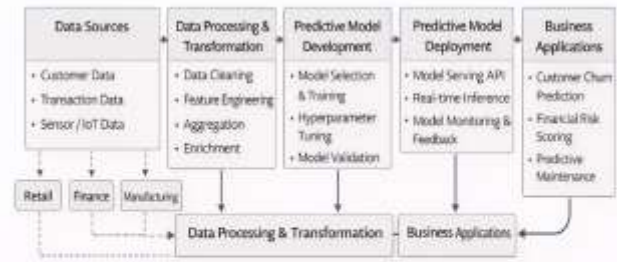 Data Sources
• Customer Data
• Transaction Data
• Sensor / IoT Data
Data Processing &
Transformation
• Data Cleaning
• Feature Engineering
• Aggregation
• Enrichment
Predictive Model
Development
• Model Selection
& Training
• Hyperparameter
Tuning
• Model Validation
Predictive Model
Deployment
• Model Serving API
• Real-time Inference
• Model Monitoring &
Feedback
Business
Applications
• Customer Churn
Prediction
• Financial Risk
Scoring
• Predictive
Maintenance
Retail
Finance
Manufacturing
Data Processing & Transformation
Business Applications